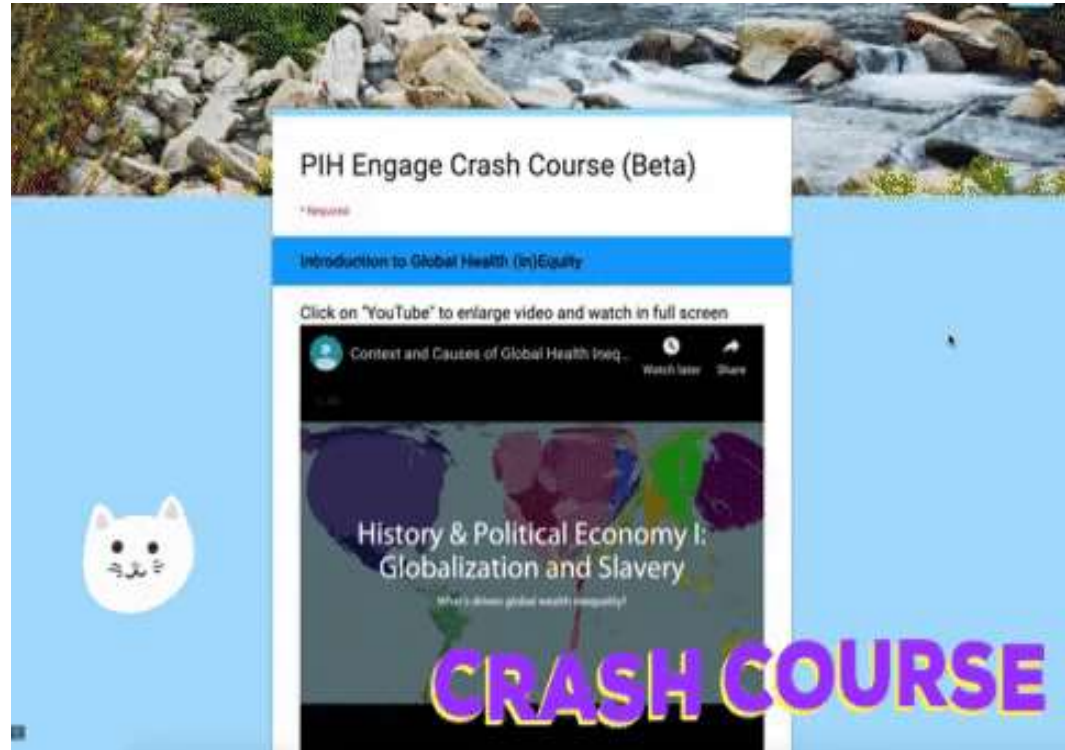 PIH Engage Crash Course (Beta)
* Required
Introduction to Global Health (In)Equity
Click on "YouTube" to enlarge video and watch in full screen
Context and Causes of Global Health Ineq...
Watch later
Share
History & Political Economy I:
Globalization and Slavery
What's driven global wealth inequality?
CRASH COURSE